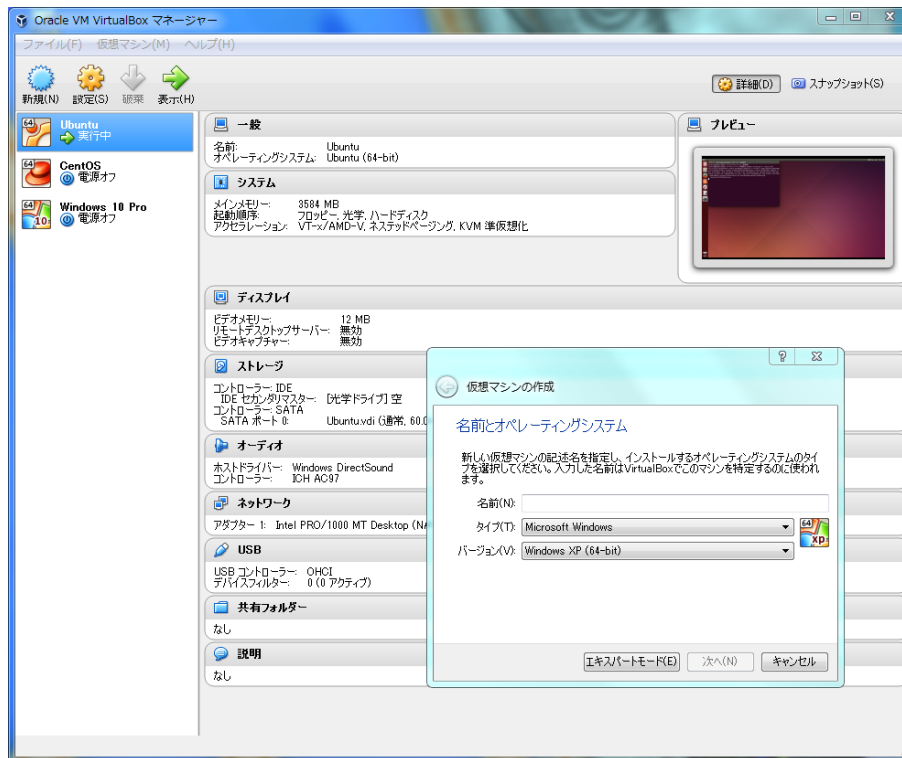 Oracle VM VirtualBox マネージャー
ファイル(F) 仮想マシン(M) ヘルプ(H)
新規(N) 設定(S) 破棄 表示(H) 詳細(D) スナップショット(S)
Ubuntu
実行中
CentOS
電源オフ
Windows 10 Pro
電源オフ
一般
名前: Ubuntu
オペレーティングシステム: Ubuntu (64-bit)
システム
メインメモリー: 3584 MB
起動順序: フロッピー, 光学, ハードディスク
アクセラレーション: VT-x/AMD-V, ネステッドページング, KVM 準仮想化
プレビュー
ディスプレイ
ビデオメモリー: 12 MB
リモートデスクトップサーバー: 無効
ビデオキャプチャー: 無効
ストレージ
コントローラー: IDE
IDE セカンダリマスター: [光学ドライブ] 空
コントローラー: SATA
SATA ポート 0: Ubuntu.vdi (通常, 60.0
オーディオ
ホストドライバー: Windows DirectSound
コントローラー: ICH AC97
ネットワーク
アダプター 1: Intel PRO/1000 MT Desktop (NA
USB
USB コントローラー: OHCI
デバイスフィルター: 0 (0 アクティブ)
共有フォルダー
なし
説明
なし
仮想マシンの作成
名前とオペレーティングシステム
新しい仮想マシンの記述名を指定し、インストールするオペレーティングシステムのタイ
プを選択してください。入力した名前はVirtualBoxでこのマシンを特定するのに使われ
ます。
名前(N):
タイプ(T): Microsoft Windows
バージョン(V): Windows XP (64-bit)
64
XP
エキスパートモード(E) 次へ(N) キャンセル